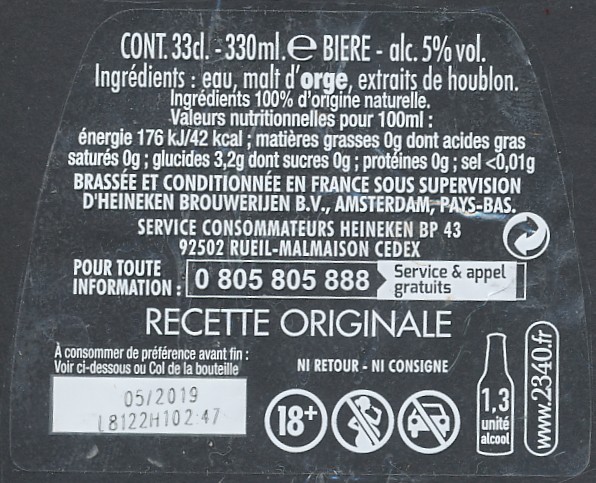 CONT. 33cl. - 330ml. e BIERE - alc. 5% vol.
Ingrédients : eau, malt d'orge, extraits de houblon.
Ingrédients 100% d'origine naturelle.
Valeurs nutritionnelles pour 100ml :
énergie 176 kJ/42 kcal ; matières grasses 0g dont acides gras
saturés 0g ; glucides 3,2g dont sucres 0g ; protéines 0g ; sel <0,01g
BRASSÉE ET CONDITIONNÉE EN FRANCE SOUS SUPERVISION
D'HEINEKEN BROUWERIJEN B.V., AMSTERDAM, PAYS-BAS.
SERVICE CONSOMMATEURS HEINEKEN BP 43
92502 RUEIL-MALMAISON CEDEX
POUR TOUTE
INFORMATION :
0 805 805 888
Service & appel
gratuits
RECETTE ORIGINALE
À consommer de préférence avant fin :
Voir ci-dessous ou Col de la bouteille
NI RETOUR - NI CONSIGNE
05/2019
L8122H102 47
18+
1,3
unité
alcool
www.2340.fr